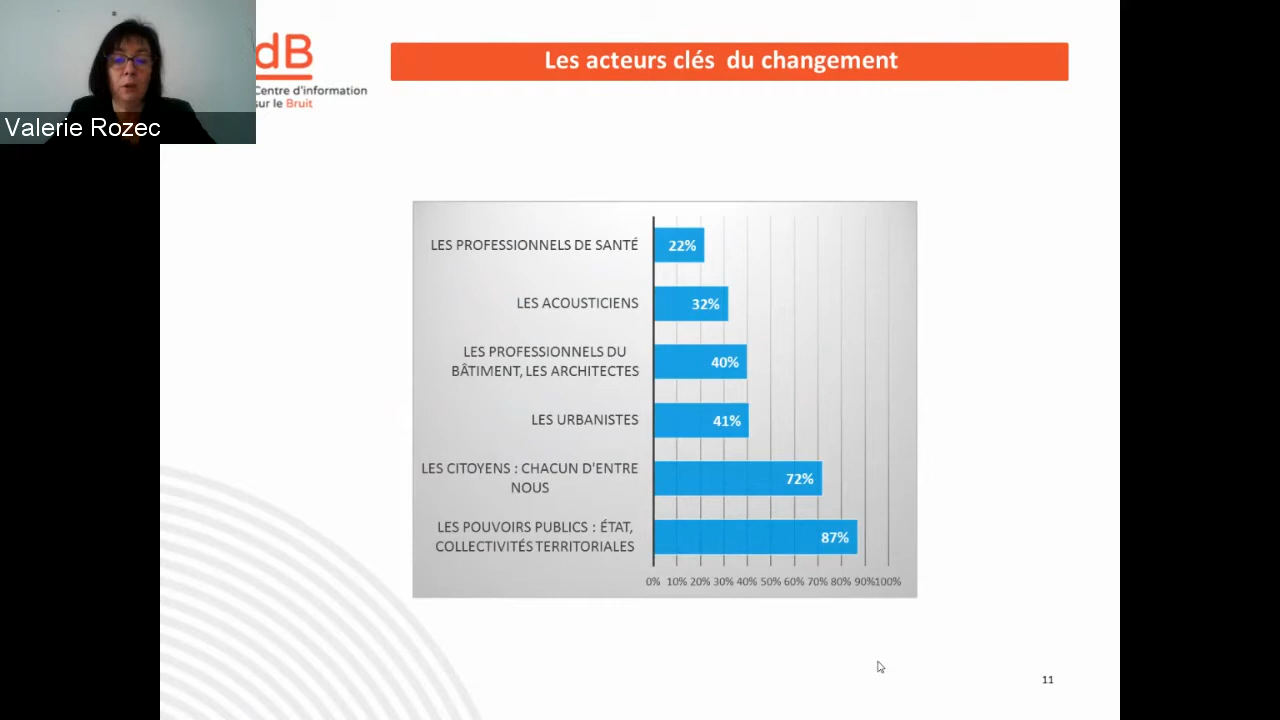 dB
Centre d'information
sur le Bruit
Valerie Rozec
Les acteurs clés du changement
LES PROFESSIONNELS DE SANTÉ
22%
LES ACOUSTICIENS
32%
LES PROFESSIONNELS DU
BÂTIMENT, LES ARCHITECTES
40%
LES URBANISTES
41%
LES CITOYENS : CHACUN D'ENTRE
NOUS
72%
LES POUVOIRS PUBLICS : ÉTAT,
COLLECTIVITÉS TERRITORIALES
87%
0% 10% 20% 30% 40% 50% 60% 70% 80% 90% 100%
11